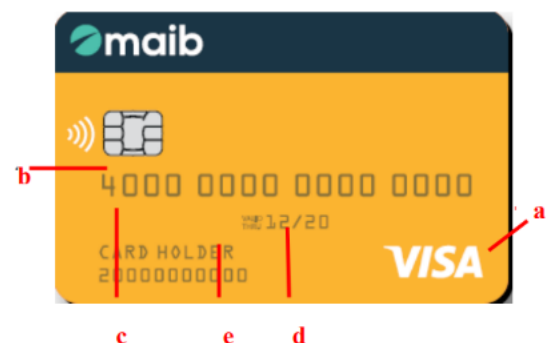 maib
4000 0000 0000 0000
VALID THRU 12/20
CARD HOLDER
20000000000
VISA
a
b
c e d